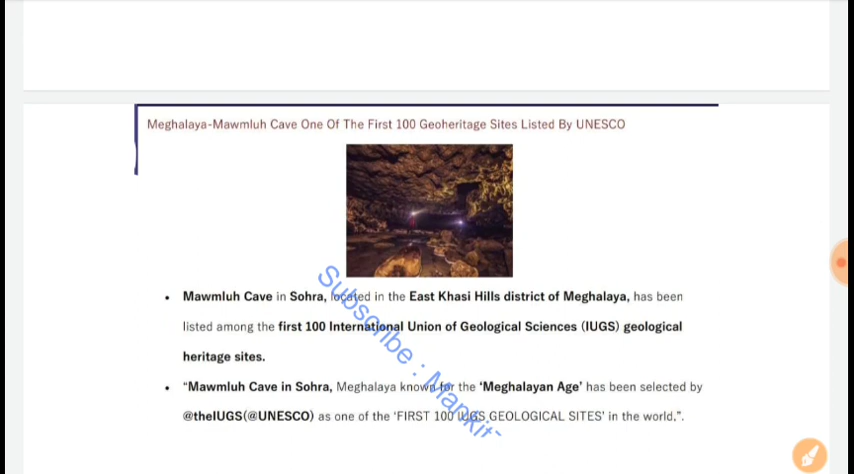 Meghalaya-Mawmluh Cave One Of The First 100 Geoheritage Sites Listed By UNESCO
• Mawmluh Cave in Sohra, located in the East Khasi Hills district of Meghalaya, has been
listed among the first 100 International Union of Geological Sciences (IUGS) geological
heritage sites.
• "Mawmluh Cave in Sohra, Meghalaya known for the ‘Meghalayan Age’ has been selected by
@theIUGS(@UNESCO) as one of the ‘FIRST 100 IUGS GEOLOGICAL SITES’ in the world.".
Subscribe : Mankit